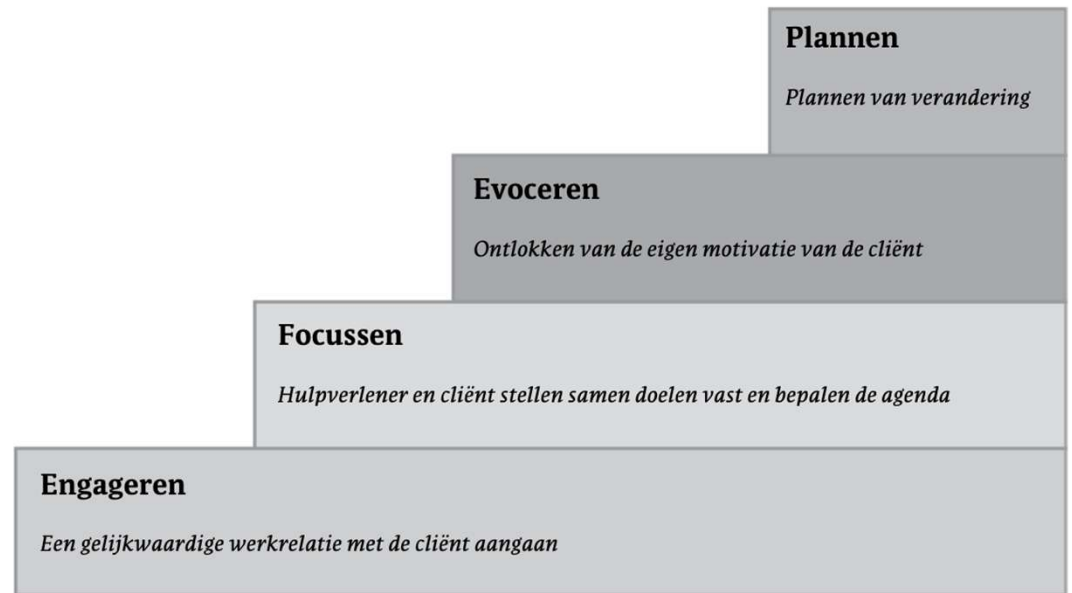 Plannen
Plannen van verandering
Evoceren
Ontlokken van de eigen motivatie van de cliënt
Focussen
Hulpverlener en cliënt stellen samen doelen vast en bepalen de agenda
Engageren
Een gelijkwaardige werkrelatie met de cliënt aangaan